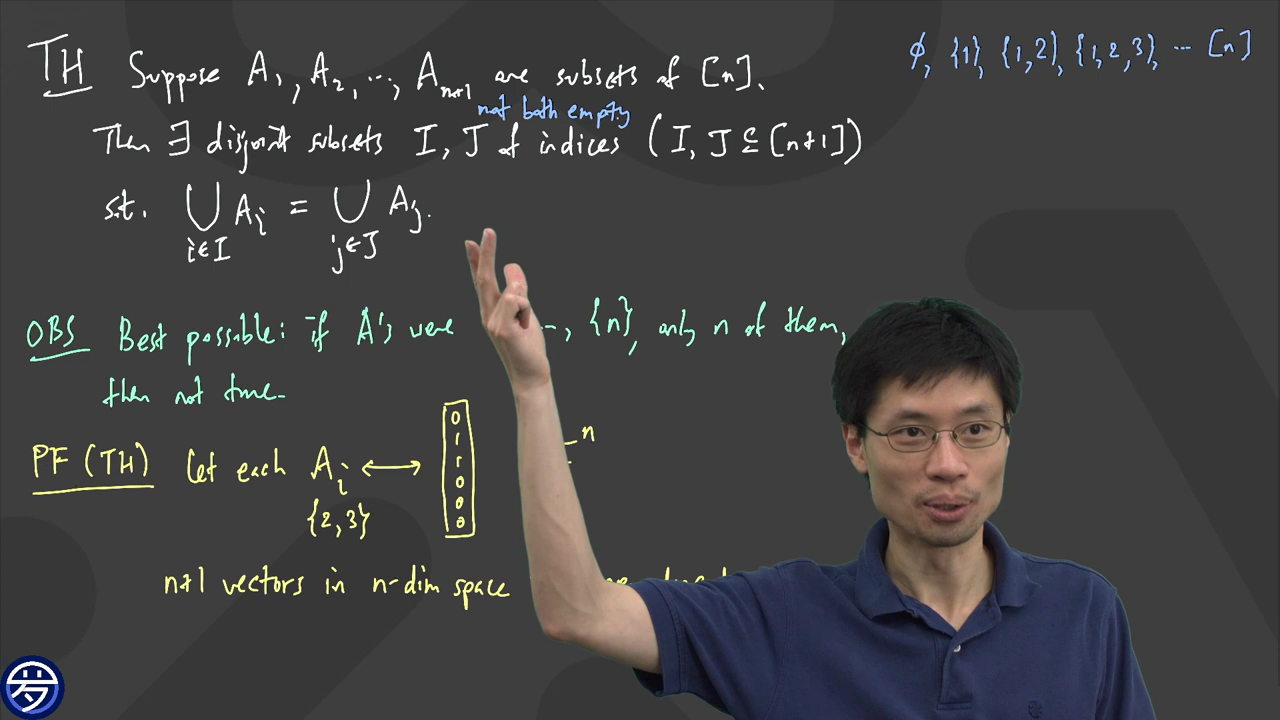 TH Suppose A₁, A₂, ⋯, Aₙ₊₁ are subsets of [n].
φ, {1}, {1,2}, {1,2,3}, ⋯ [n]
not both empty
Then ∃ disjoint subsets I, J of indices (I, J ⊆ [n+1])
s.t. ⋃ Aᵢ = ⋃ Aⱼ.
i∈I j∈J
OBS Best possible: if A's were ⋯, {n}, only n of them,
then not true.
PF (TH) Let each Aᵢ ⟷ 0 1 1 0 0 0 n
{2,3}
n+1 vectors in n-dim space